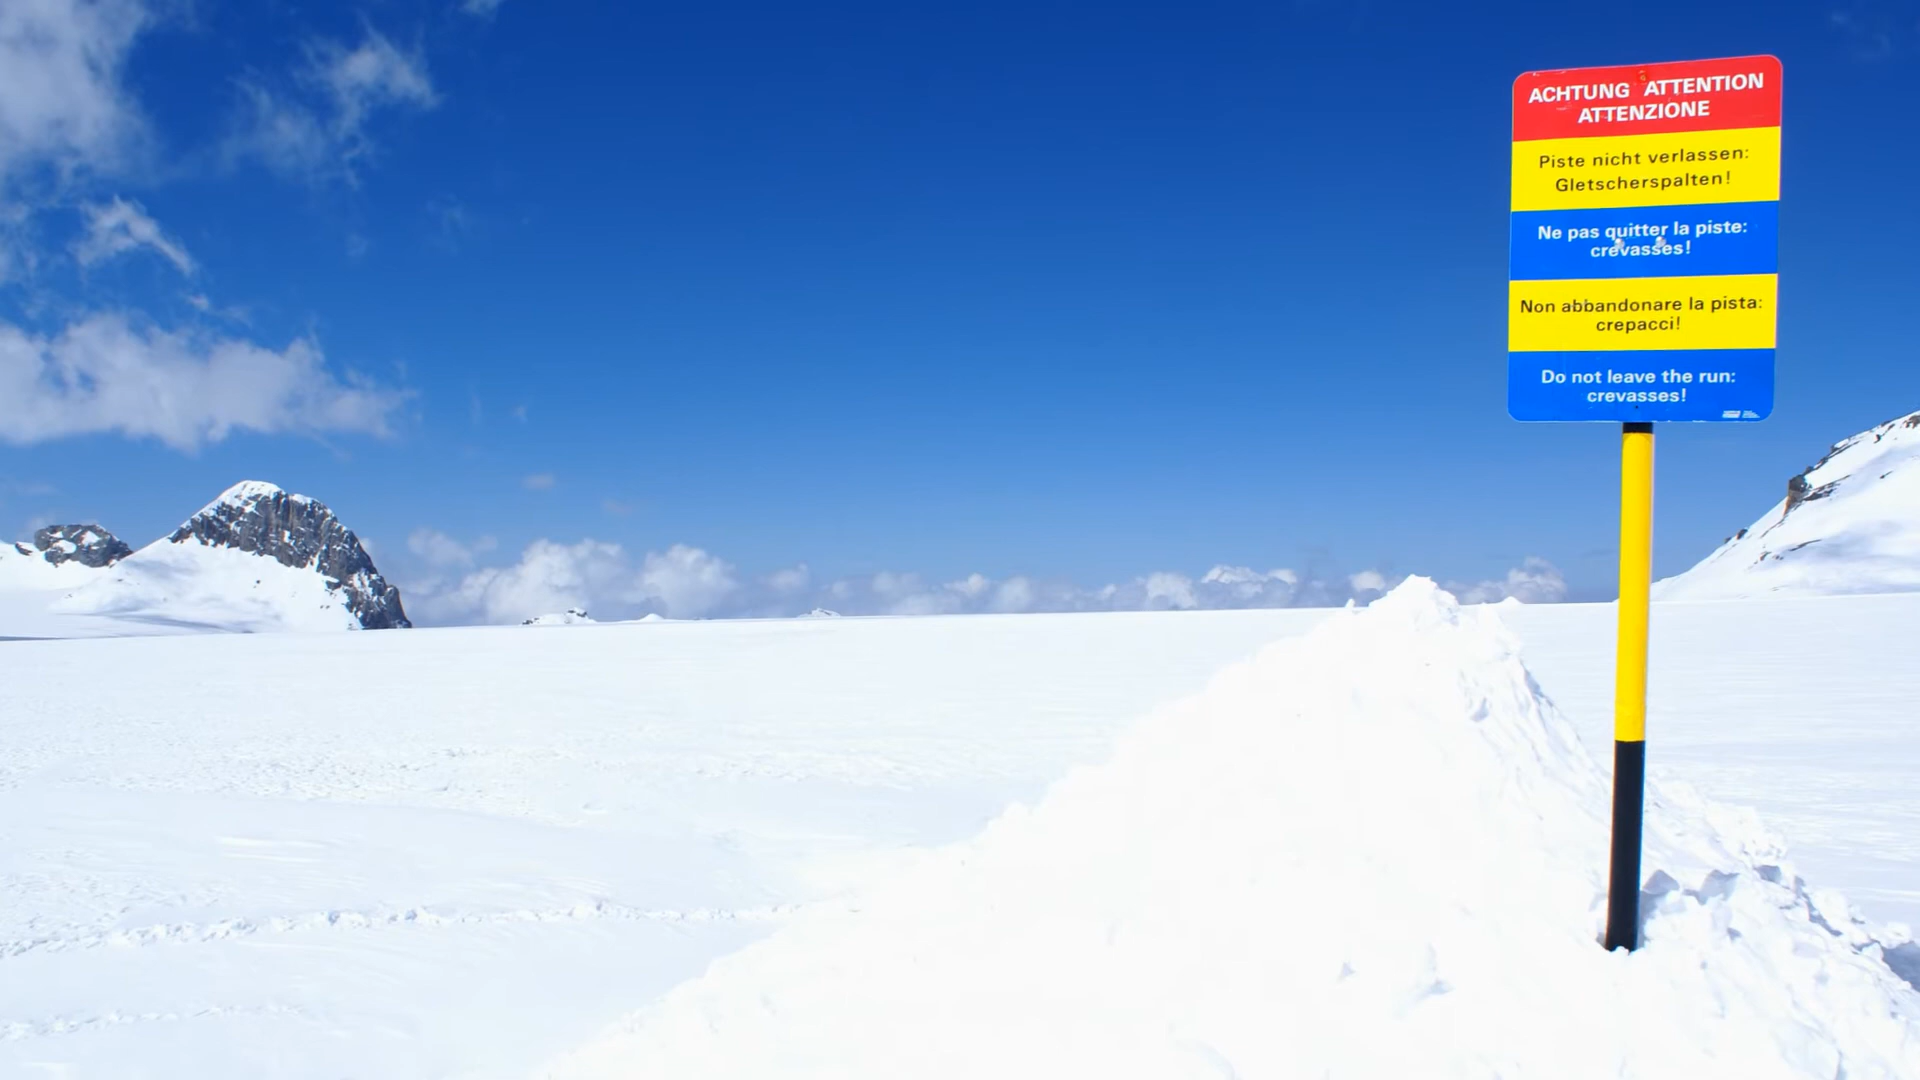 ACHTUNG ATTENTION
ATTENZIONE
Piste nicht verlassen:
Gletscherspalten!
Ne pas quitter la piste:
crevasses!
Non abbandonare la pista:
crepacci!
Do not leave the run:
crevasses!